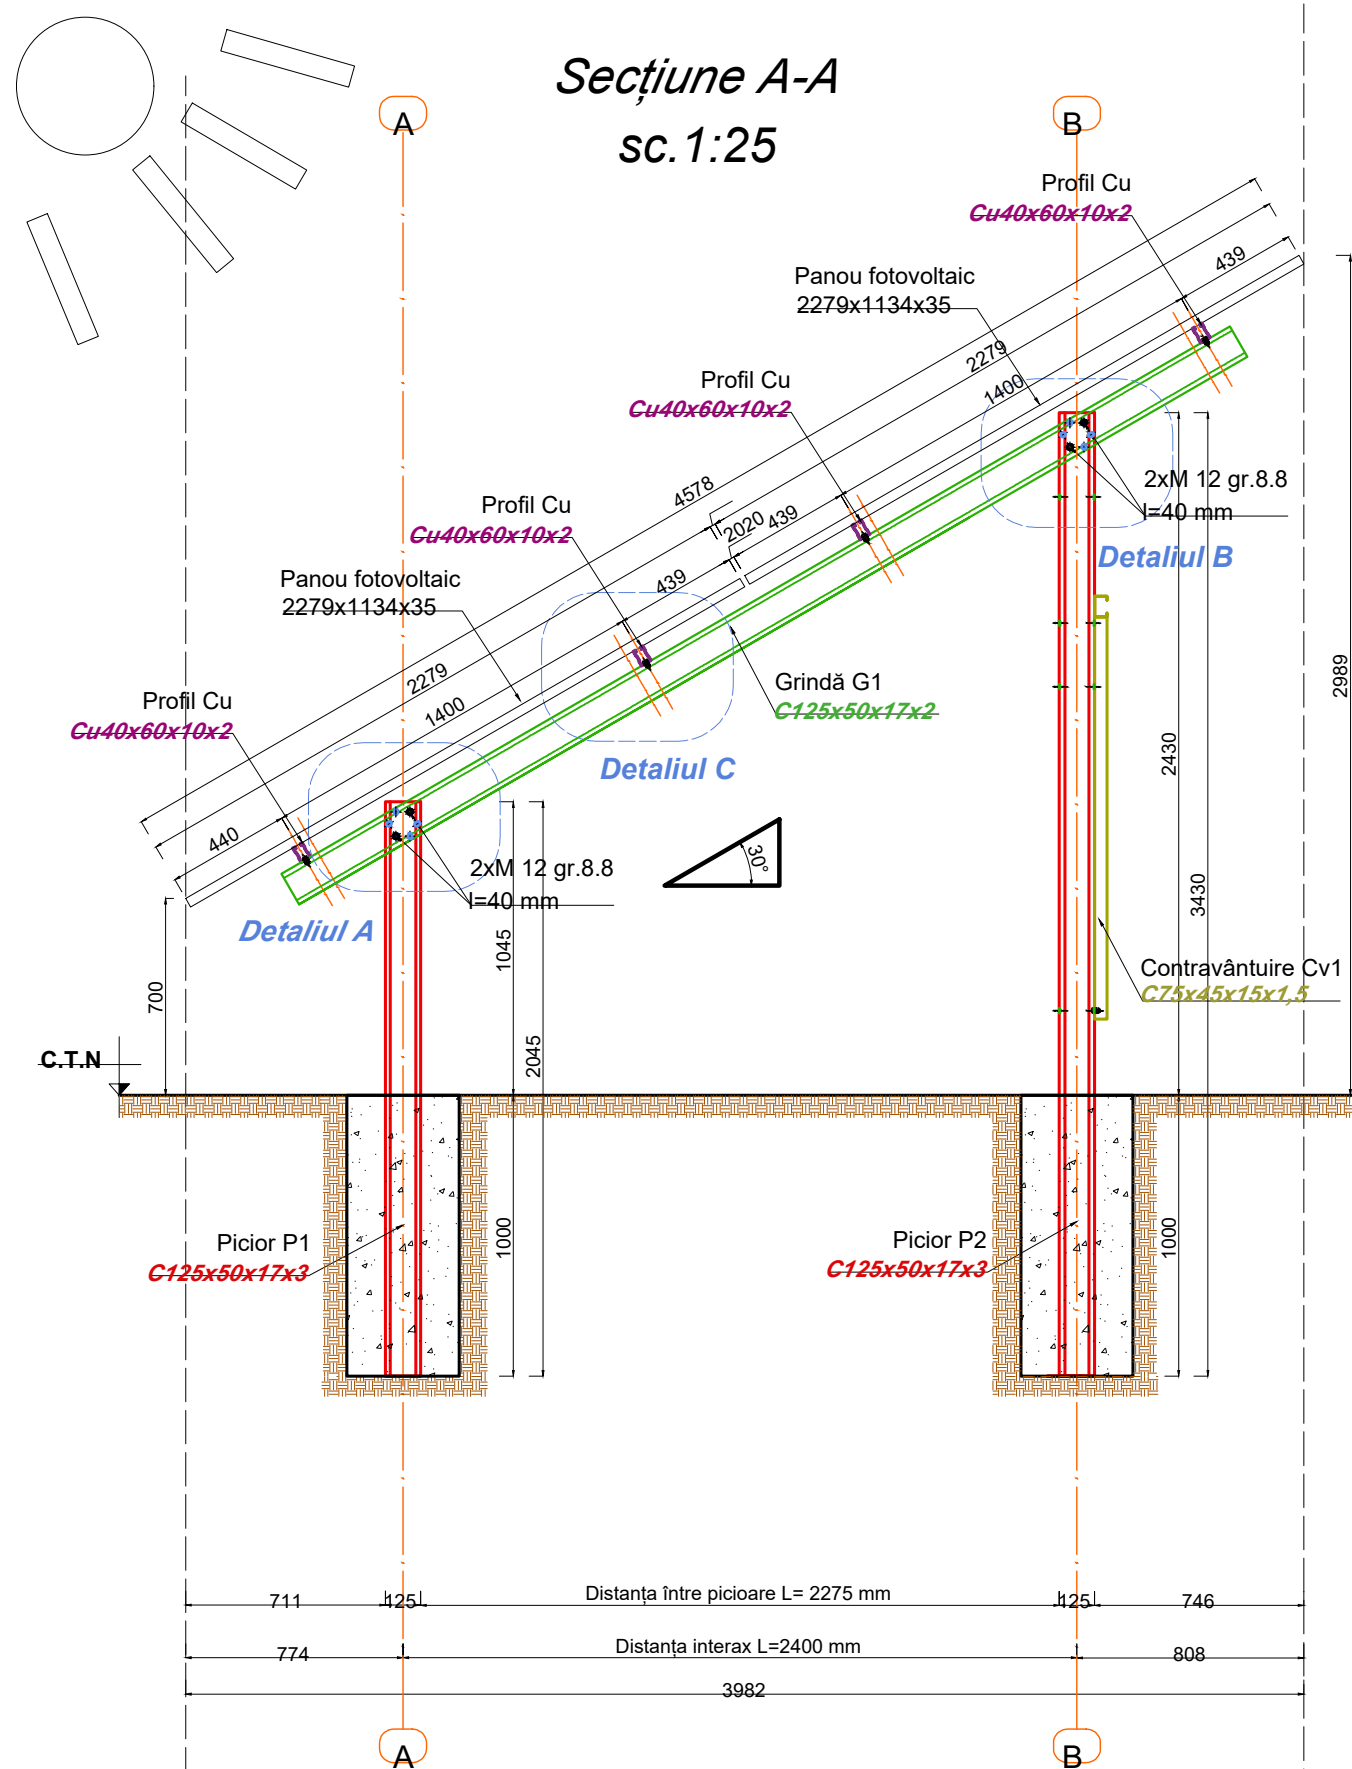 Secțiune A-A
sc.1:25
A
B
Profil Cu
Cu40x60x10x2
439
Panou fotovoltaic
2279x1134x35
2279
1400
Profil Cu
Cu40x60x10x2
4578
2xM 12 gr.8.8
l=40 mm
Profil Cu
Cu40x60x10x2
20
20
439
Detaliul B
Panou fotovoltaic
2279x1134x35
439
2279
1400
Grindă G1
C125x50x17x2
2989
Profil Cu
Cu40x60x10x2
Detaliul C
2430
440
30°
2xM 12 gr.8.8
l=40 mm
Detaliul A
3430
1045
700
Contravântuire Cv1
C75x45x15x1,5
C.T.N
2045
Picior P1
C125x50x17x3
1000
Picior P2
C125x50x17x3
1000
711
125
Distanța între picioare L= 2275 mm
125
746
774
Distanța interax L=2400 mm
808
3982
A
B